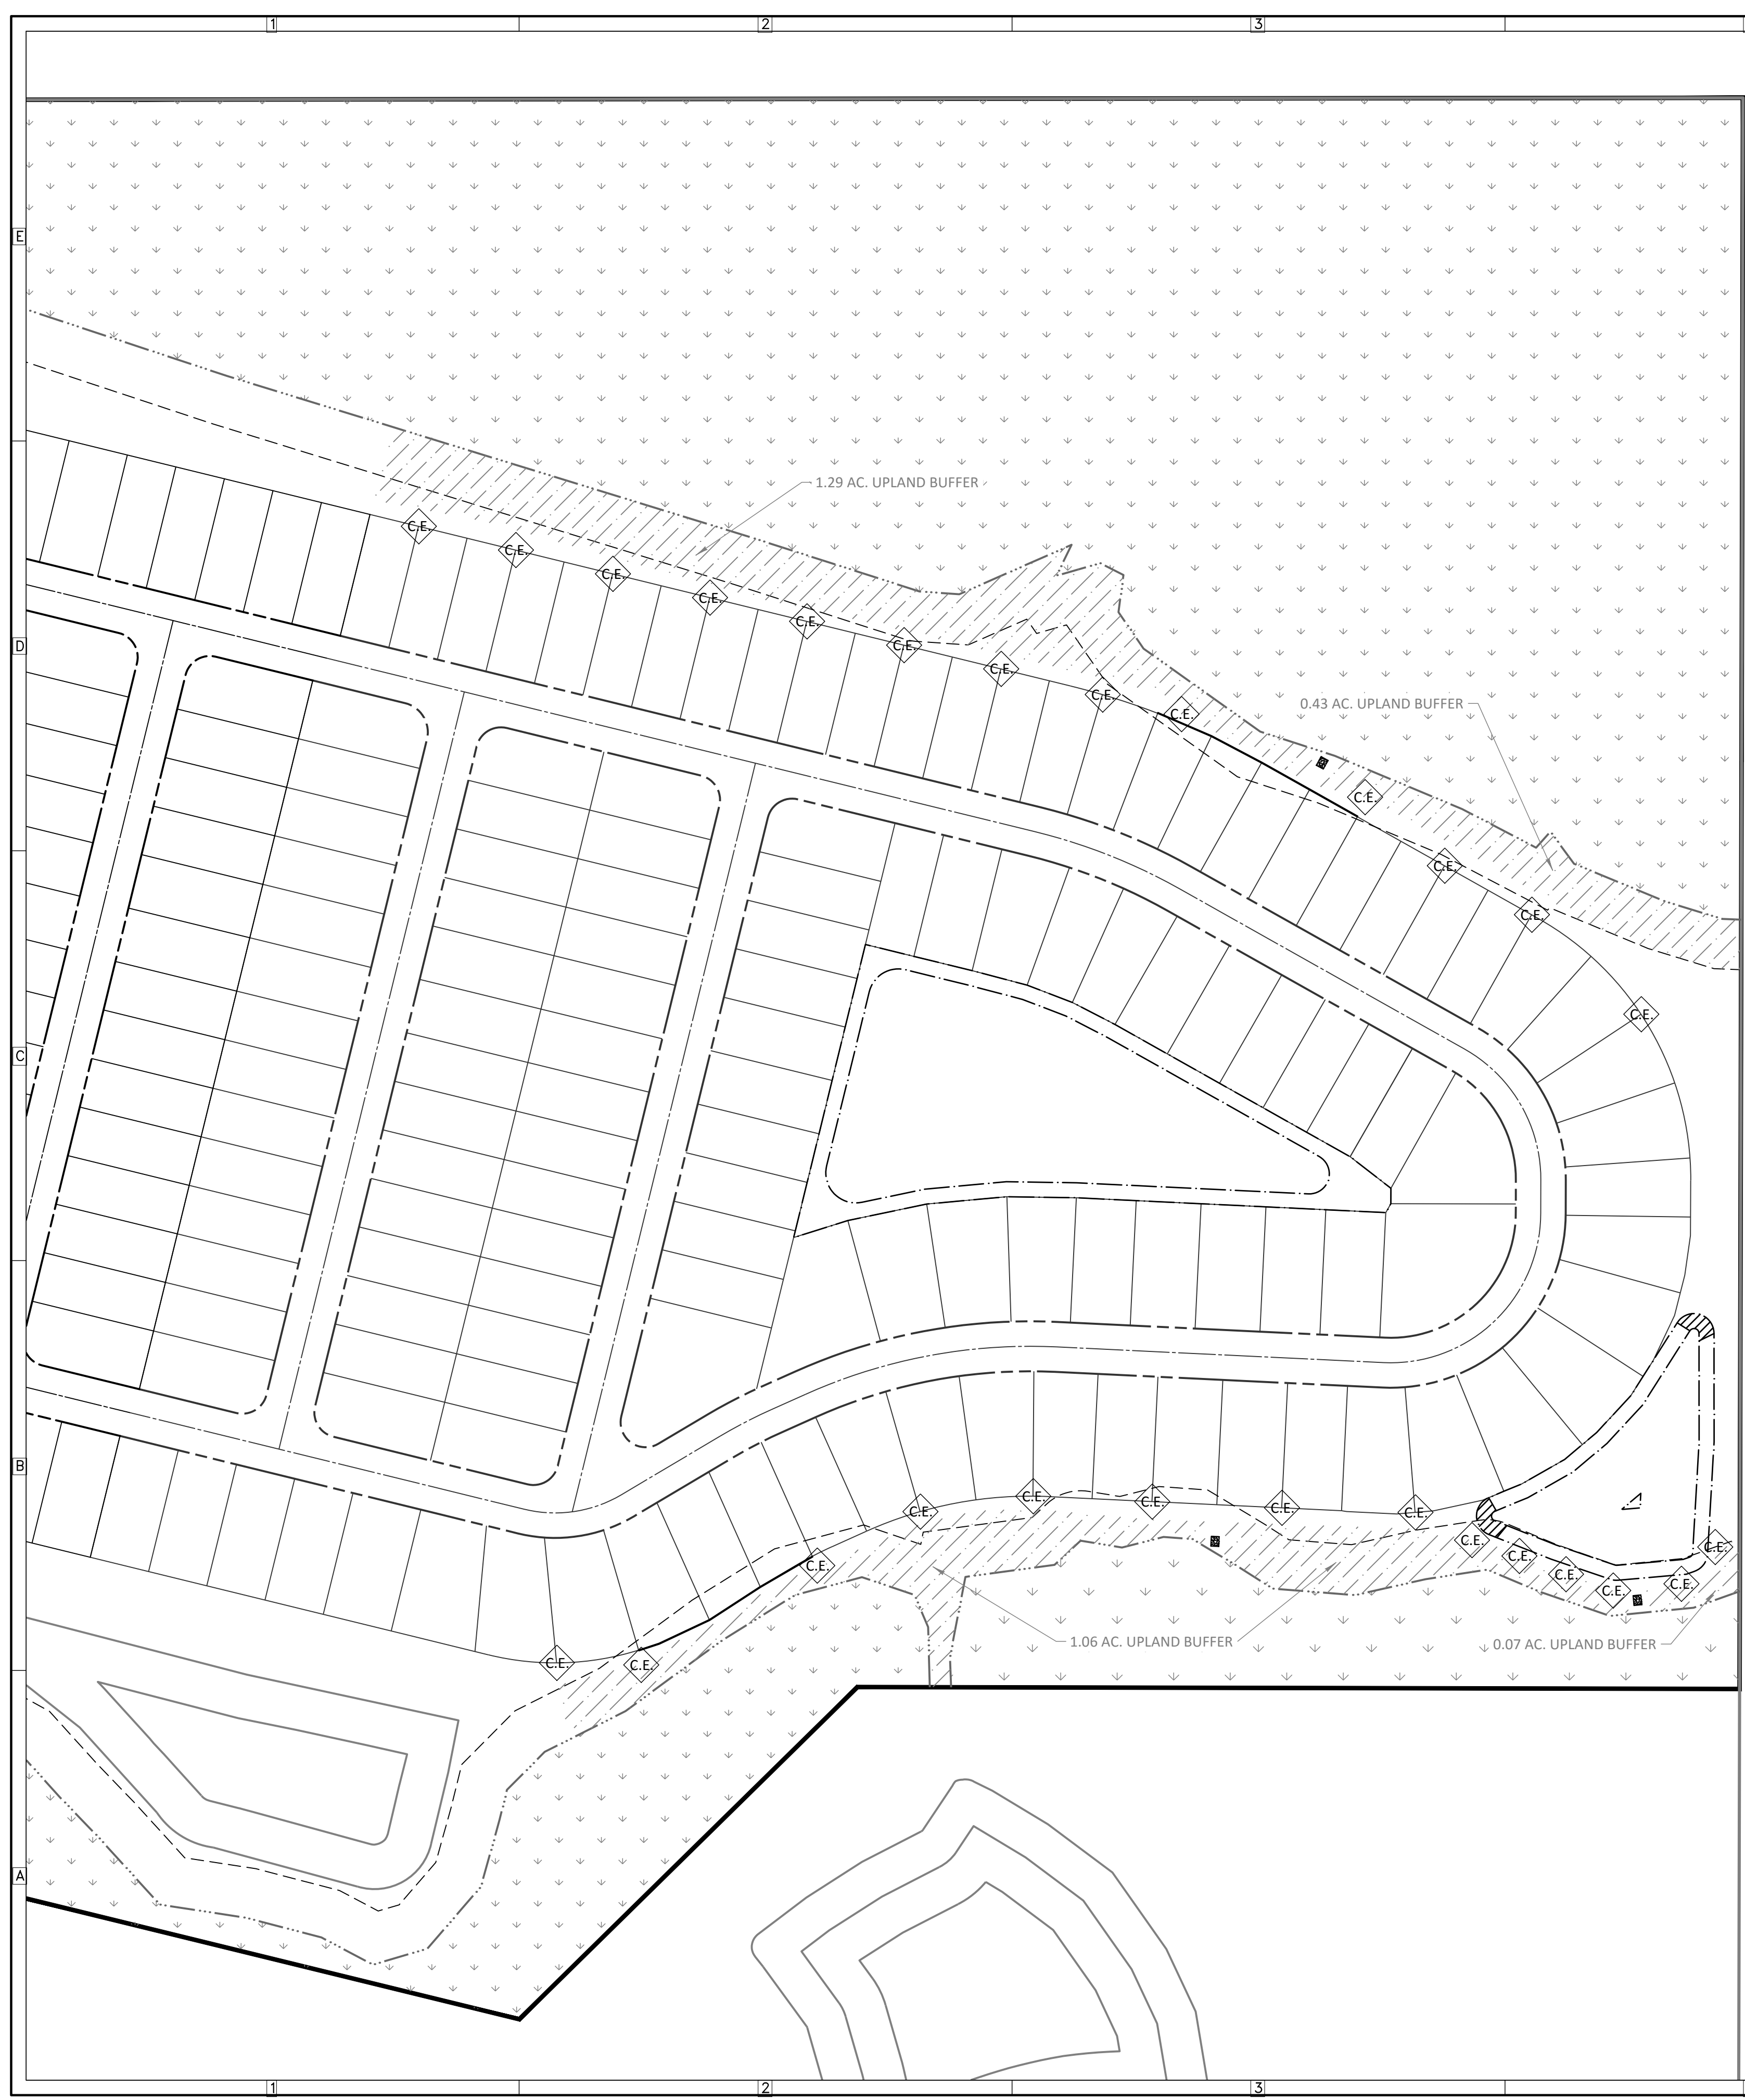 1
2
3
E
1.29 AC. UPLAND BUFFER
C.E.
C.E.
C.E.
C.E.
C.E.
D
C.E.
C.E.
C.E.
0.43 AC. UPLAND BUFFER
C.E.
C.E.
C.E.
C.E.
C.E.
C
B
C.E.
C.E.
C.E.
C.E.
C.E.
C.E.
C.E.
C.E.
C.E.
C.E.
C.E.
C.E.
1.06 AC. UPLAND BUFFER
0.07 AC. UPLAND BUFFER
C.E.
C.E.
A
1
2
3